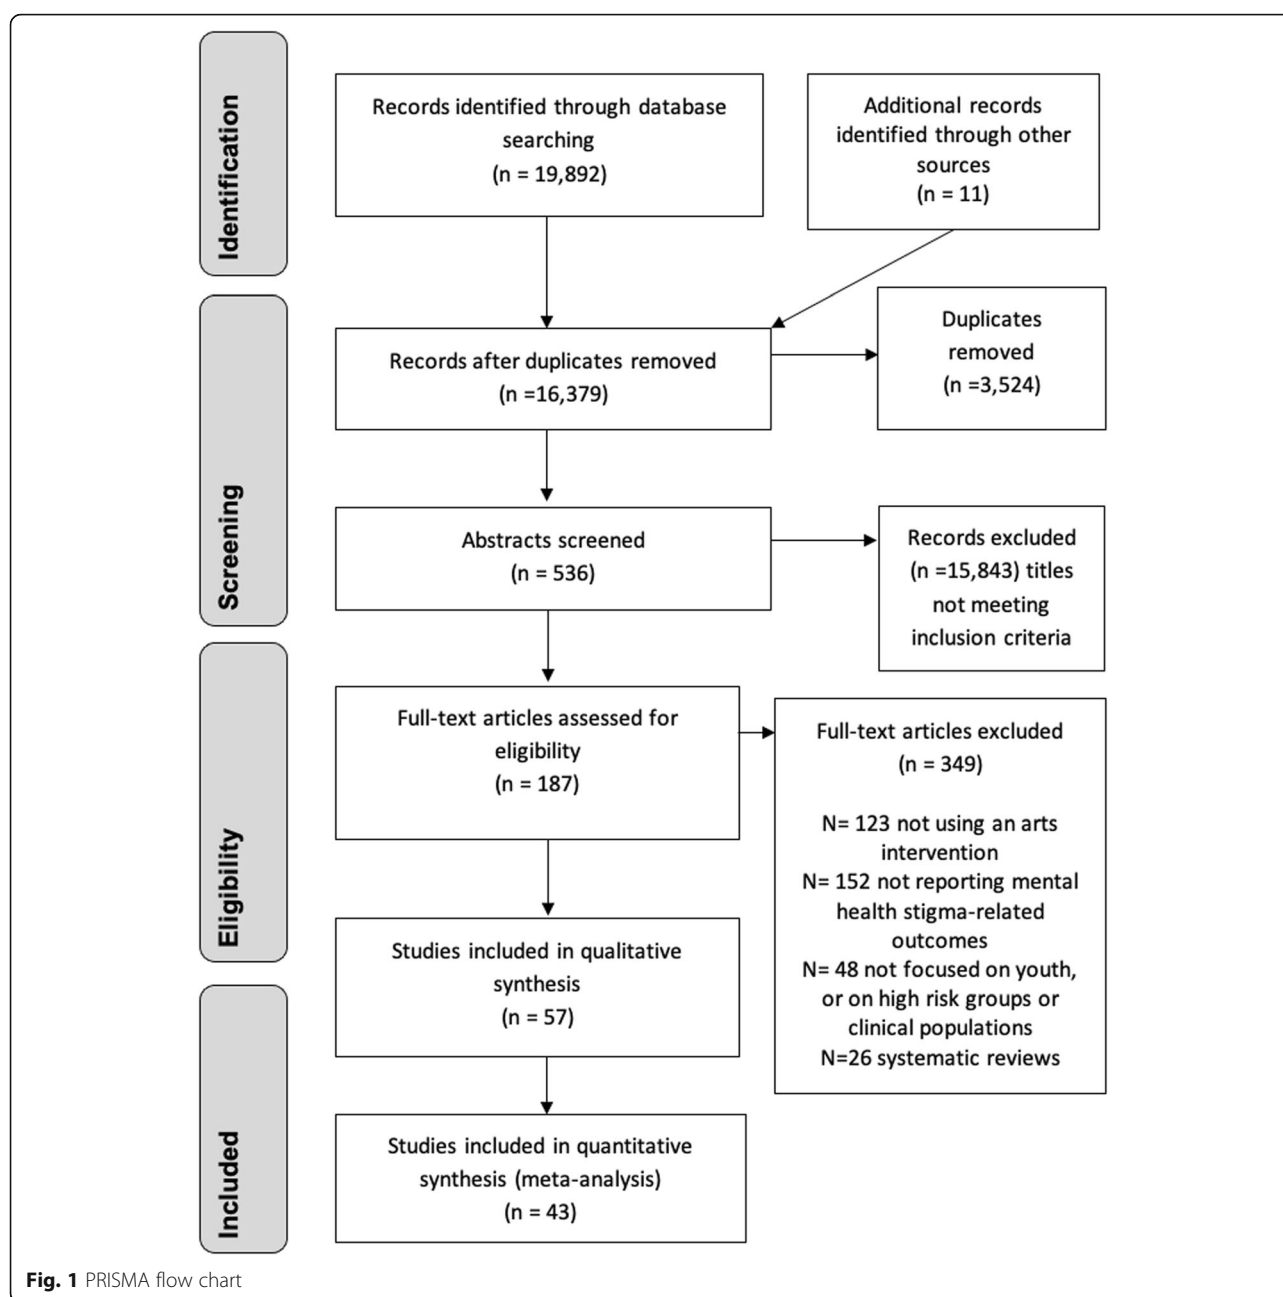 Identification
Records identified through database
searching
(n = 19,892)
Additional records
identified through other
sources
(n = 11)
Screening
Records after duplicates removed
(n =16,379)
Duplicates
removed
(n =3,524)
Abstracts screened
(n = 536)
Records excluded
(n =15,843) titles
not meeting
inclusion criteria
Eligibility
Full-text articles assessed for
eligibility
(n = 187)
Full-text articles excluded
(n = 349)
N= 123 not using an arts
intervention
N= 152 not reporting mental
health stigma-related
outcomes
N= 48 not focused on youth,
or on high risk groups or
clinical populations
N=26 systematic reviews
Studies included in qualitative
synthesis
(n = 57)
Included
Studies included in quantitative
synthesis (meta-analysis)
(n = 43)
Fig. 1 PRISMA flow chart